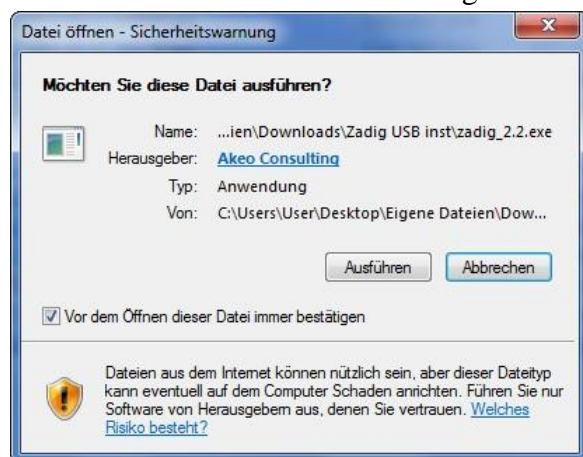 Datei öffnen - Sicherheitswarnung
Möchten Sie diese Datei ausführen?
Name: ...ien\Downloads\Zadig USB inst\zadig_2.2.exe
Herausgeber: Akeo Consulting
Typ: Anwendung
Von: C:\Users\User\Desktop\Eigene Dateien\Dow...
Ausführen Abbrechen
Vor dem Öffnen dieser Datei immer bestätigen
Dateien aus dem Internet können nützlich sein, aber dieser Dateityp
kann eventuell auf dem Computer Schaden anrichten. Führen Sie nur
Software von Herausgebern aus, denen Sie vertrauen. Welches
Risiko besteht?